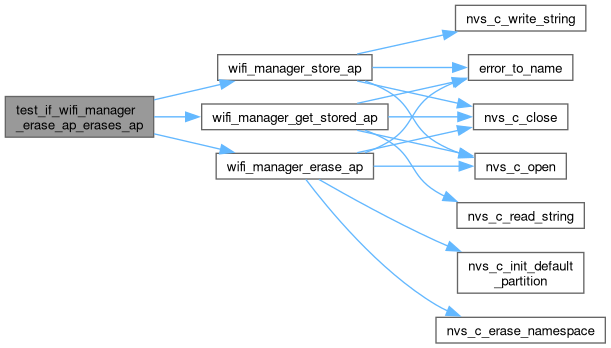 test_if_wifi_manager
_erase_ap_erases_ap
wifi_manager_store_ap
wifi_manager_get_stored_ap
wifi_manager_erase_ap
nvs_c_write_string
error_to_name
nvs_c_close
nvs_c_open
nvs_c_read_string
nvs_c_init_default
_partition
nvs_c_erase_namespace